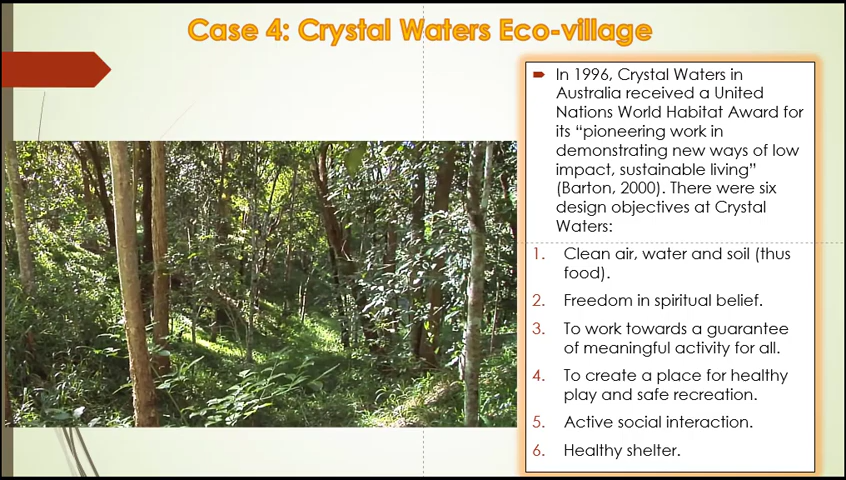 Case 4: Crystal Waters Eco-village
In 1996, Crystal Waters in
Australia received a United
Nations World Habitat Award for
its “pioneering work in
demonstrating new ways of low
impact, sustainable living”
(Barton, 2000). There were six
design objectives at Crystal
Waters:
1. Clean air, water and soil (thus
food).
2. Freedom in spiritual belief.
3. To work towards a guarantee
of meaningful activity for all.
4. To create a place for healthy
play and safe recreation.
5. Active social interaction.
6. Healthy shelter.